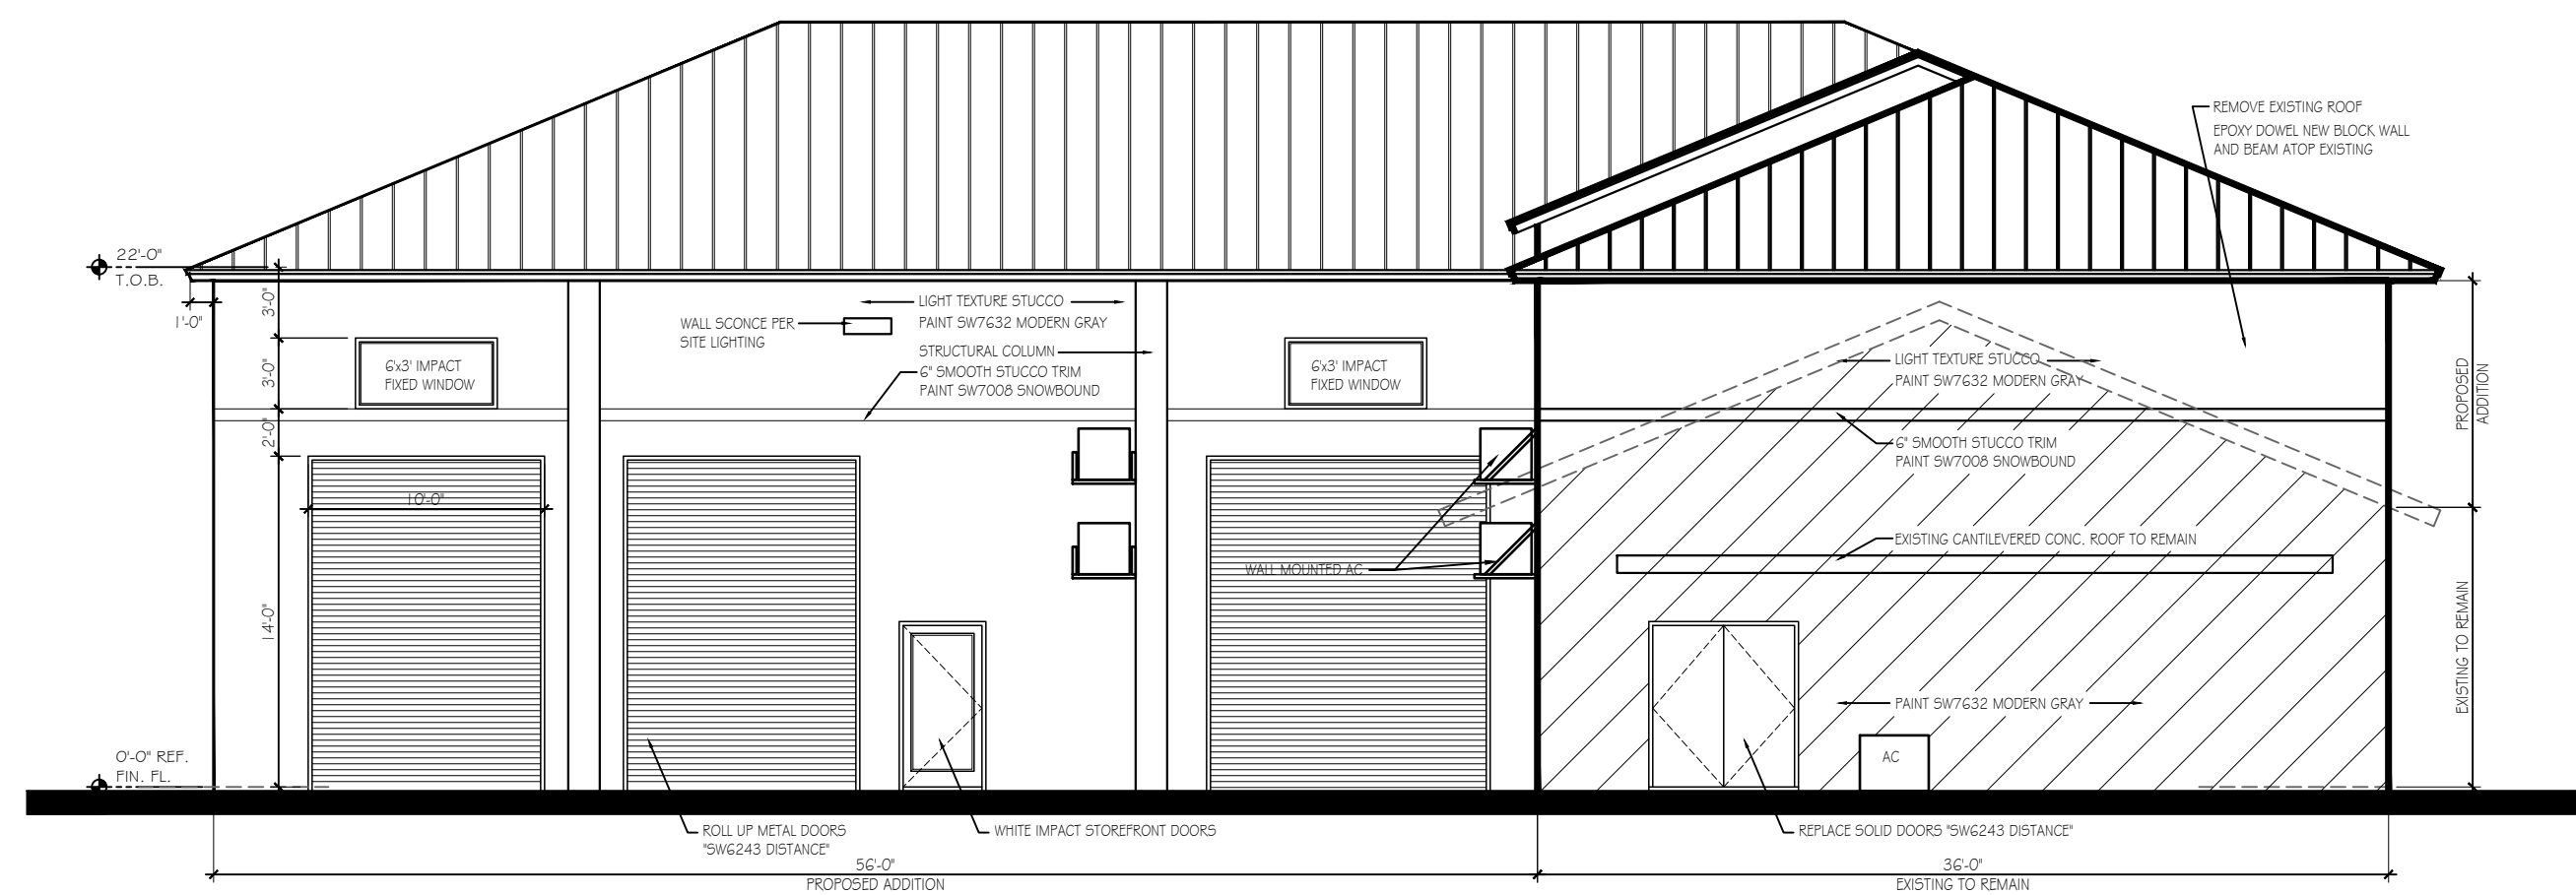 REMOVE EXISTING ROOF
EPOXY DOWEL NEW BLOCK WALL
AND BEAM ATOP EXISTING
22'-0"
T.O.B.
1'-0"
3'-0"
3'-0"
2'-0"
14'-0"
10'-0"
WALL SCONCE PER
SITE LIGHTING
LIGHT TEXTURE STUCCO
PAINT SW7632 MODERN GRAY
STRUCTURAL COLUMN
6" SMOOTH STUCCO TRIM
PAINT SW7008 SNOWBOUND
6'x3' IMPACT
FIXED WINDOW
6'x3' IMPACT
FIXED WINDOW
LIGHT TEXTURE STUCCO
PAINT SW7632 MODERN GRAY
PROPOSED
ADDITION
6" SMOOTH STUCCO TRIM
PAINT SW7008 SNOWBOUND
EXISTING CANTILEVERED CONC. ROOF TO REMAIN
WALL MOUNTED AC
EXISTING TO REMAIN
PAINT SW7632 MODERN GRAY
AC
0'-0" REF.
FIN. FL.
ROLL UP METAL DOORS
"SW6243 DISTANCE"
WHITE IMPACT STOREFRONT DOORS
REPLACE SOLID DOORS "SW6243 DISTANCE"
56'-0"
PROPOSED ADDITION
36'-0"
EXISTING TO REMAIN